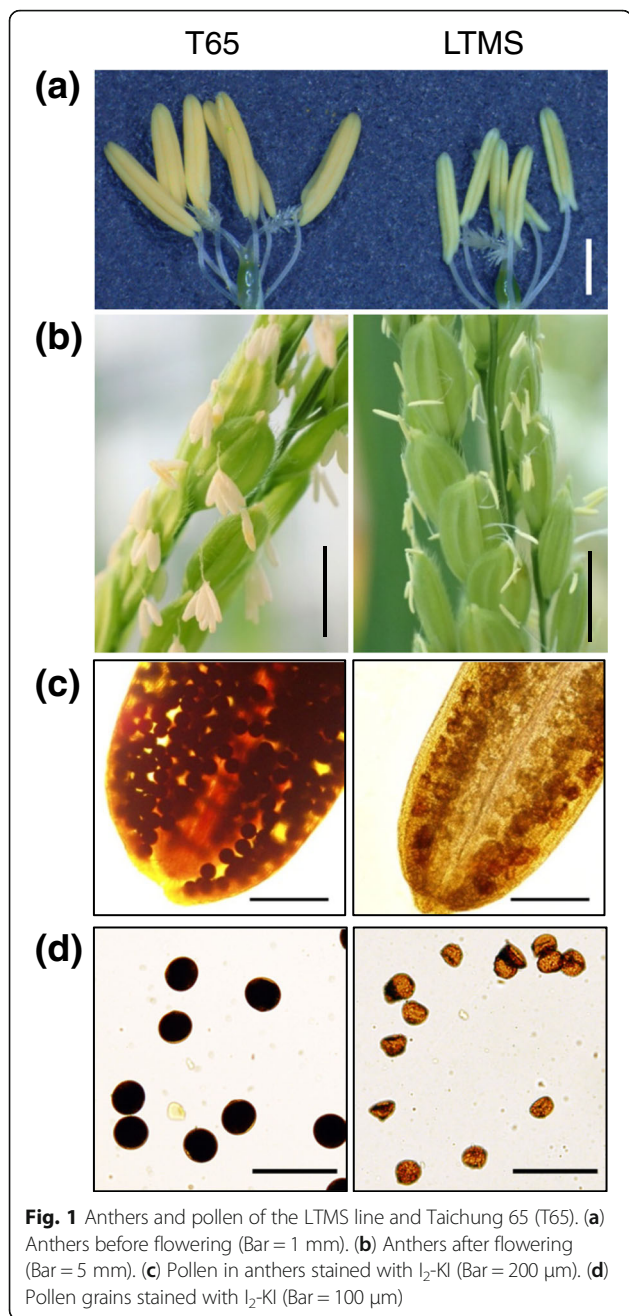 T65 LTMS
(a)
(b)
(c)
(d)
Fig. 1 Anthers and pollen of the LTMS line and Taichung 65 (T65). (a)
Anthers before flowering (Bar = 1 mm). (b) Anthers after flowering
(Bar = 5 mm). (c) Pollen in anthers stained with I₂-KI (Bar = 200 μm). (d)
Pollen grains stained with I₂-KI (Bar = 100 μm)